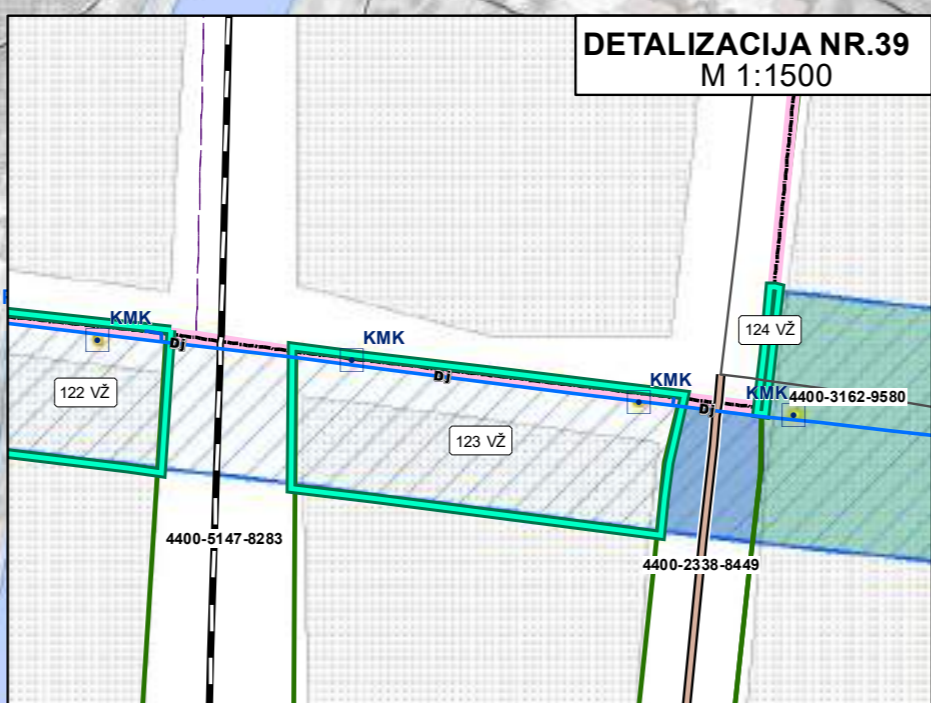 DETALIZACIJA NR.39
M 1:1500
KMK
Dj
KMK
Dj
KMK
Dj
124 VŽ
KMK
4400-3162-9580
122 VŽ
123 VŽ
4400-5147-8283
4400-2338-8449